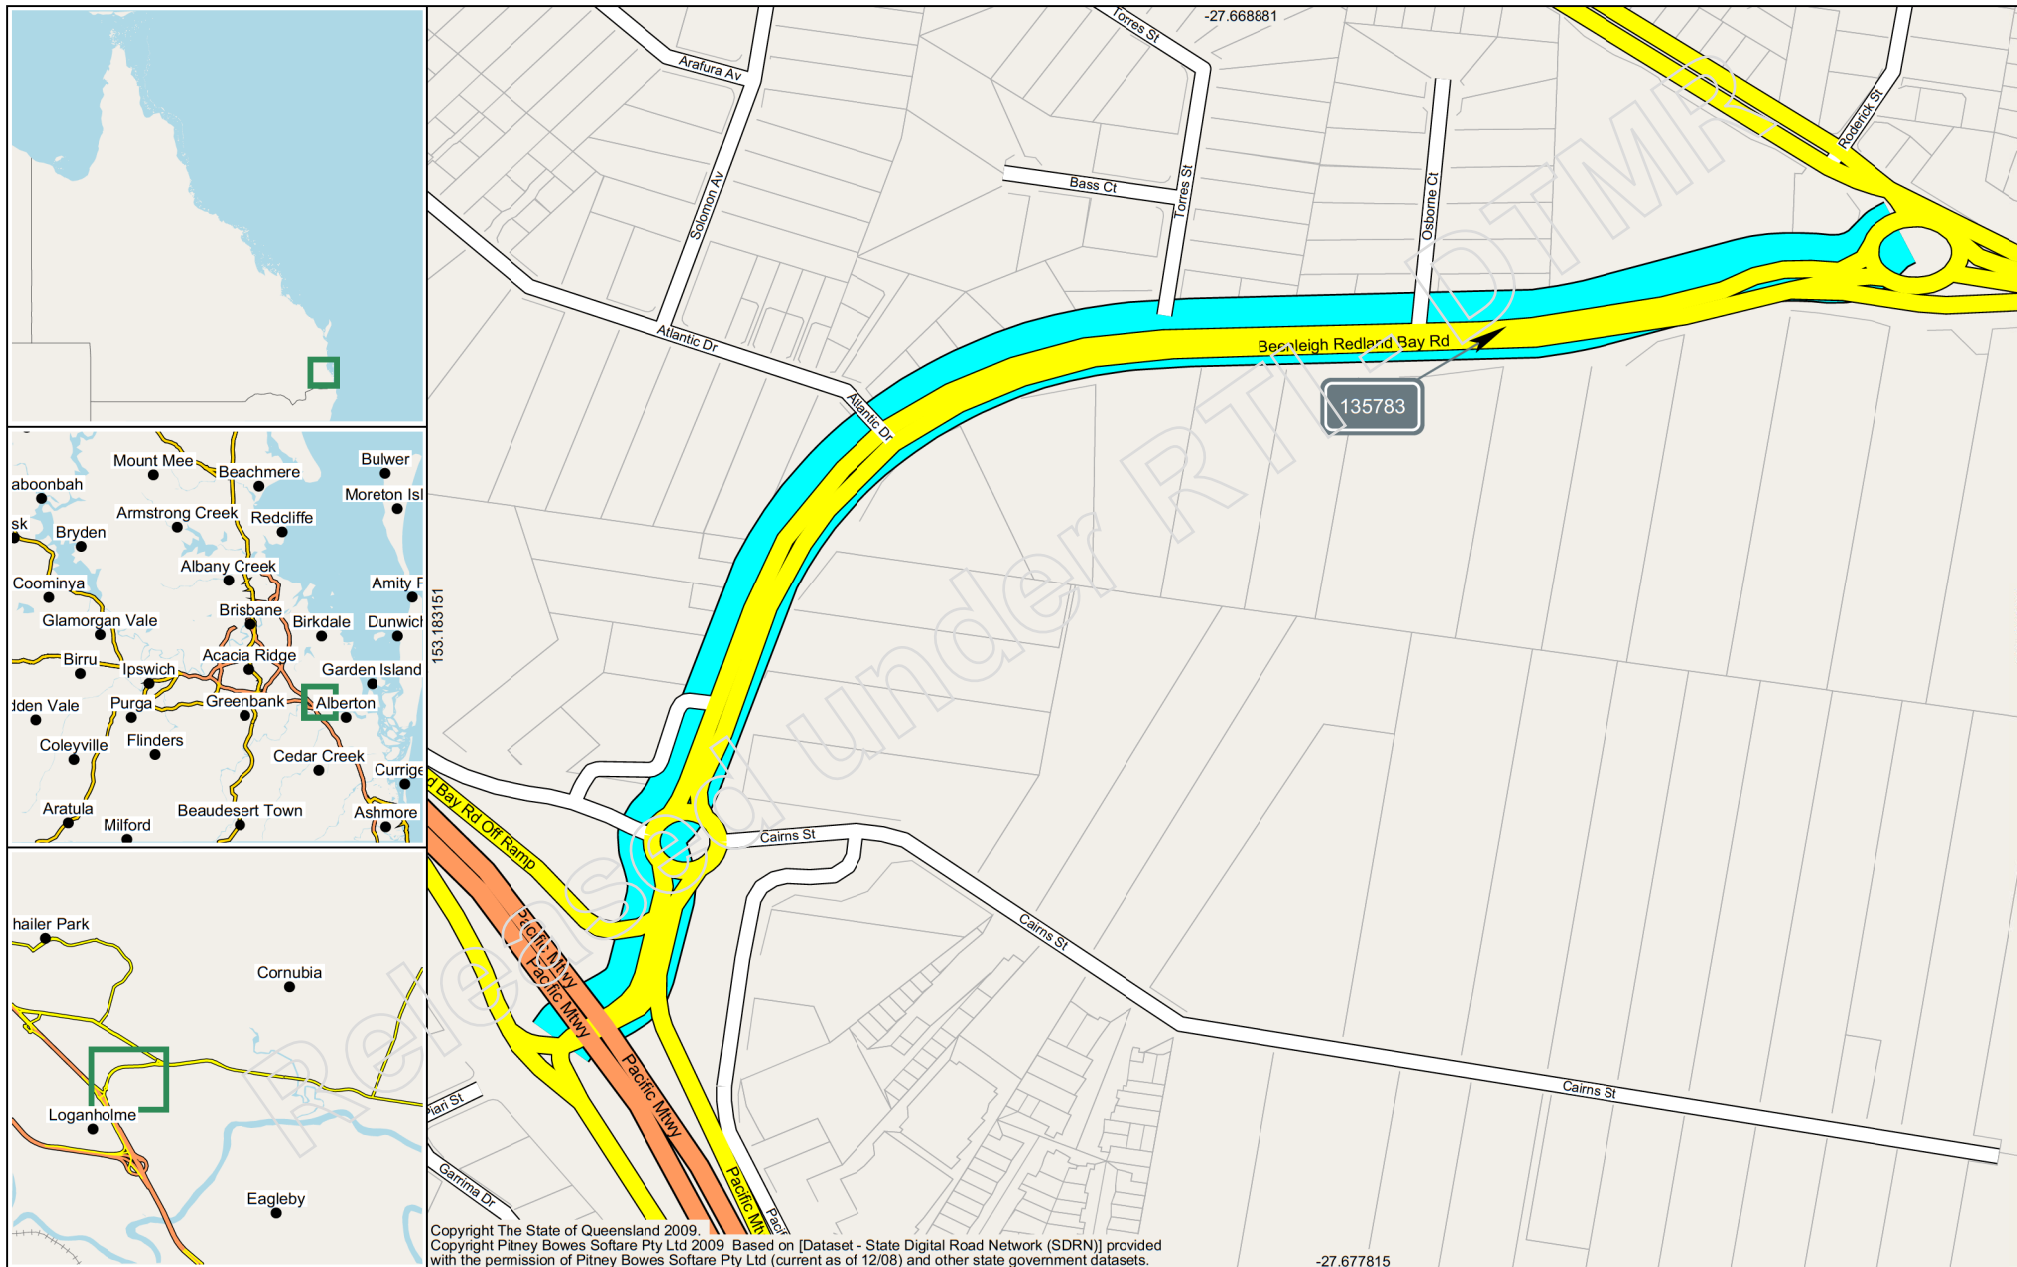 Mount Mee
Beachmere
Bulwer
aboonbah
Moreton Isl
Armstrong Creek
Redcliffe
sk
Bryden
Albany Creek
Coominya
Amity F
Brisbane
Glamorgan Vale
Birkdale
Dunwich
Acacia Ridge
Birru
Ipswich
Garden Island
dden Vale
Purga
Greenbank
Alberton
Coleyville
Flinders
Cedar Creek
Currige
Aratula
Beaudesert Town
Ashmore
Milford
hailer Park
Cornubia
Loganholme
Eagleby
-27.668881
153.183151
Torres St
Arafura Av
Roderick St
Solomon Av
Bass Ct
Torres St
Osborne Ct
Atlantic Dr
Beenleigh Redland Bay Rd
Atlantic Dr
135783
d Bay Rd Off Ramp
Cairns St
Cairns St
Pacific Mtwy
Pacific Mtwy
Pacific Mtwy
Cairns St
Piari St
Garrima Dr
Pacific Mtw
Pacif
Released under RTI - DTMR
Copyright The State of Queensland 2009.
Copyright Pitney Bowes Softare Pty Ltd 2009 Based on [Dataset - State Digital Road Network (SDRN)] provided
with the permission of Pitney Bowes Softare Pty Ltd (current as of 12/08) and other state government datasets.
-27.677815